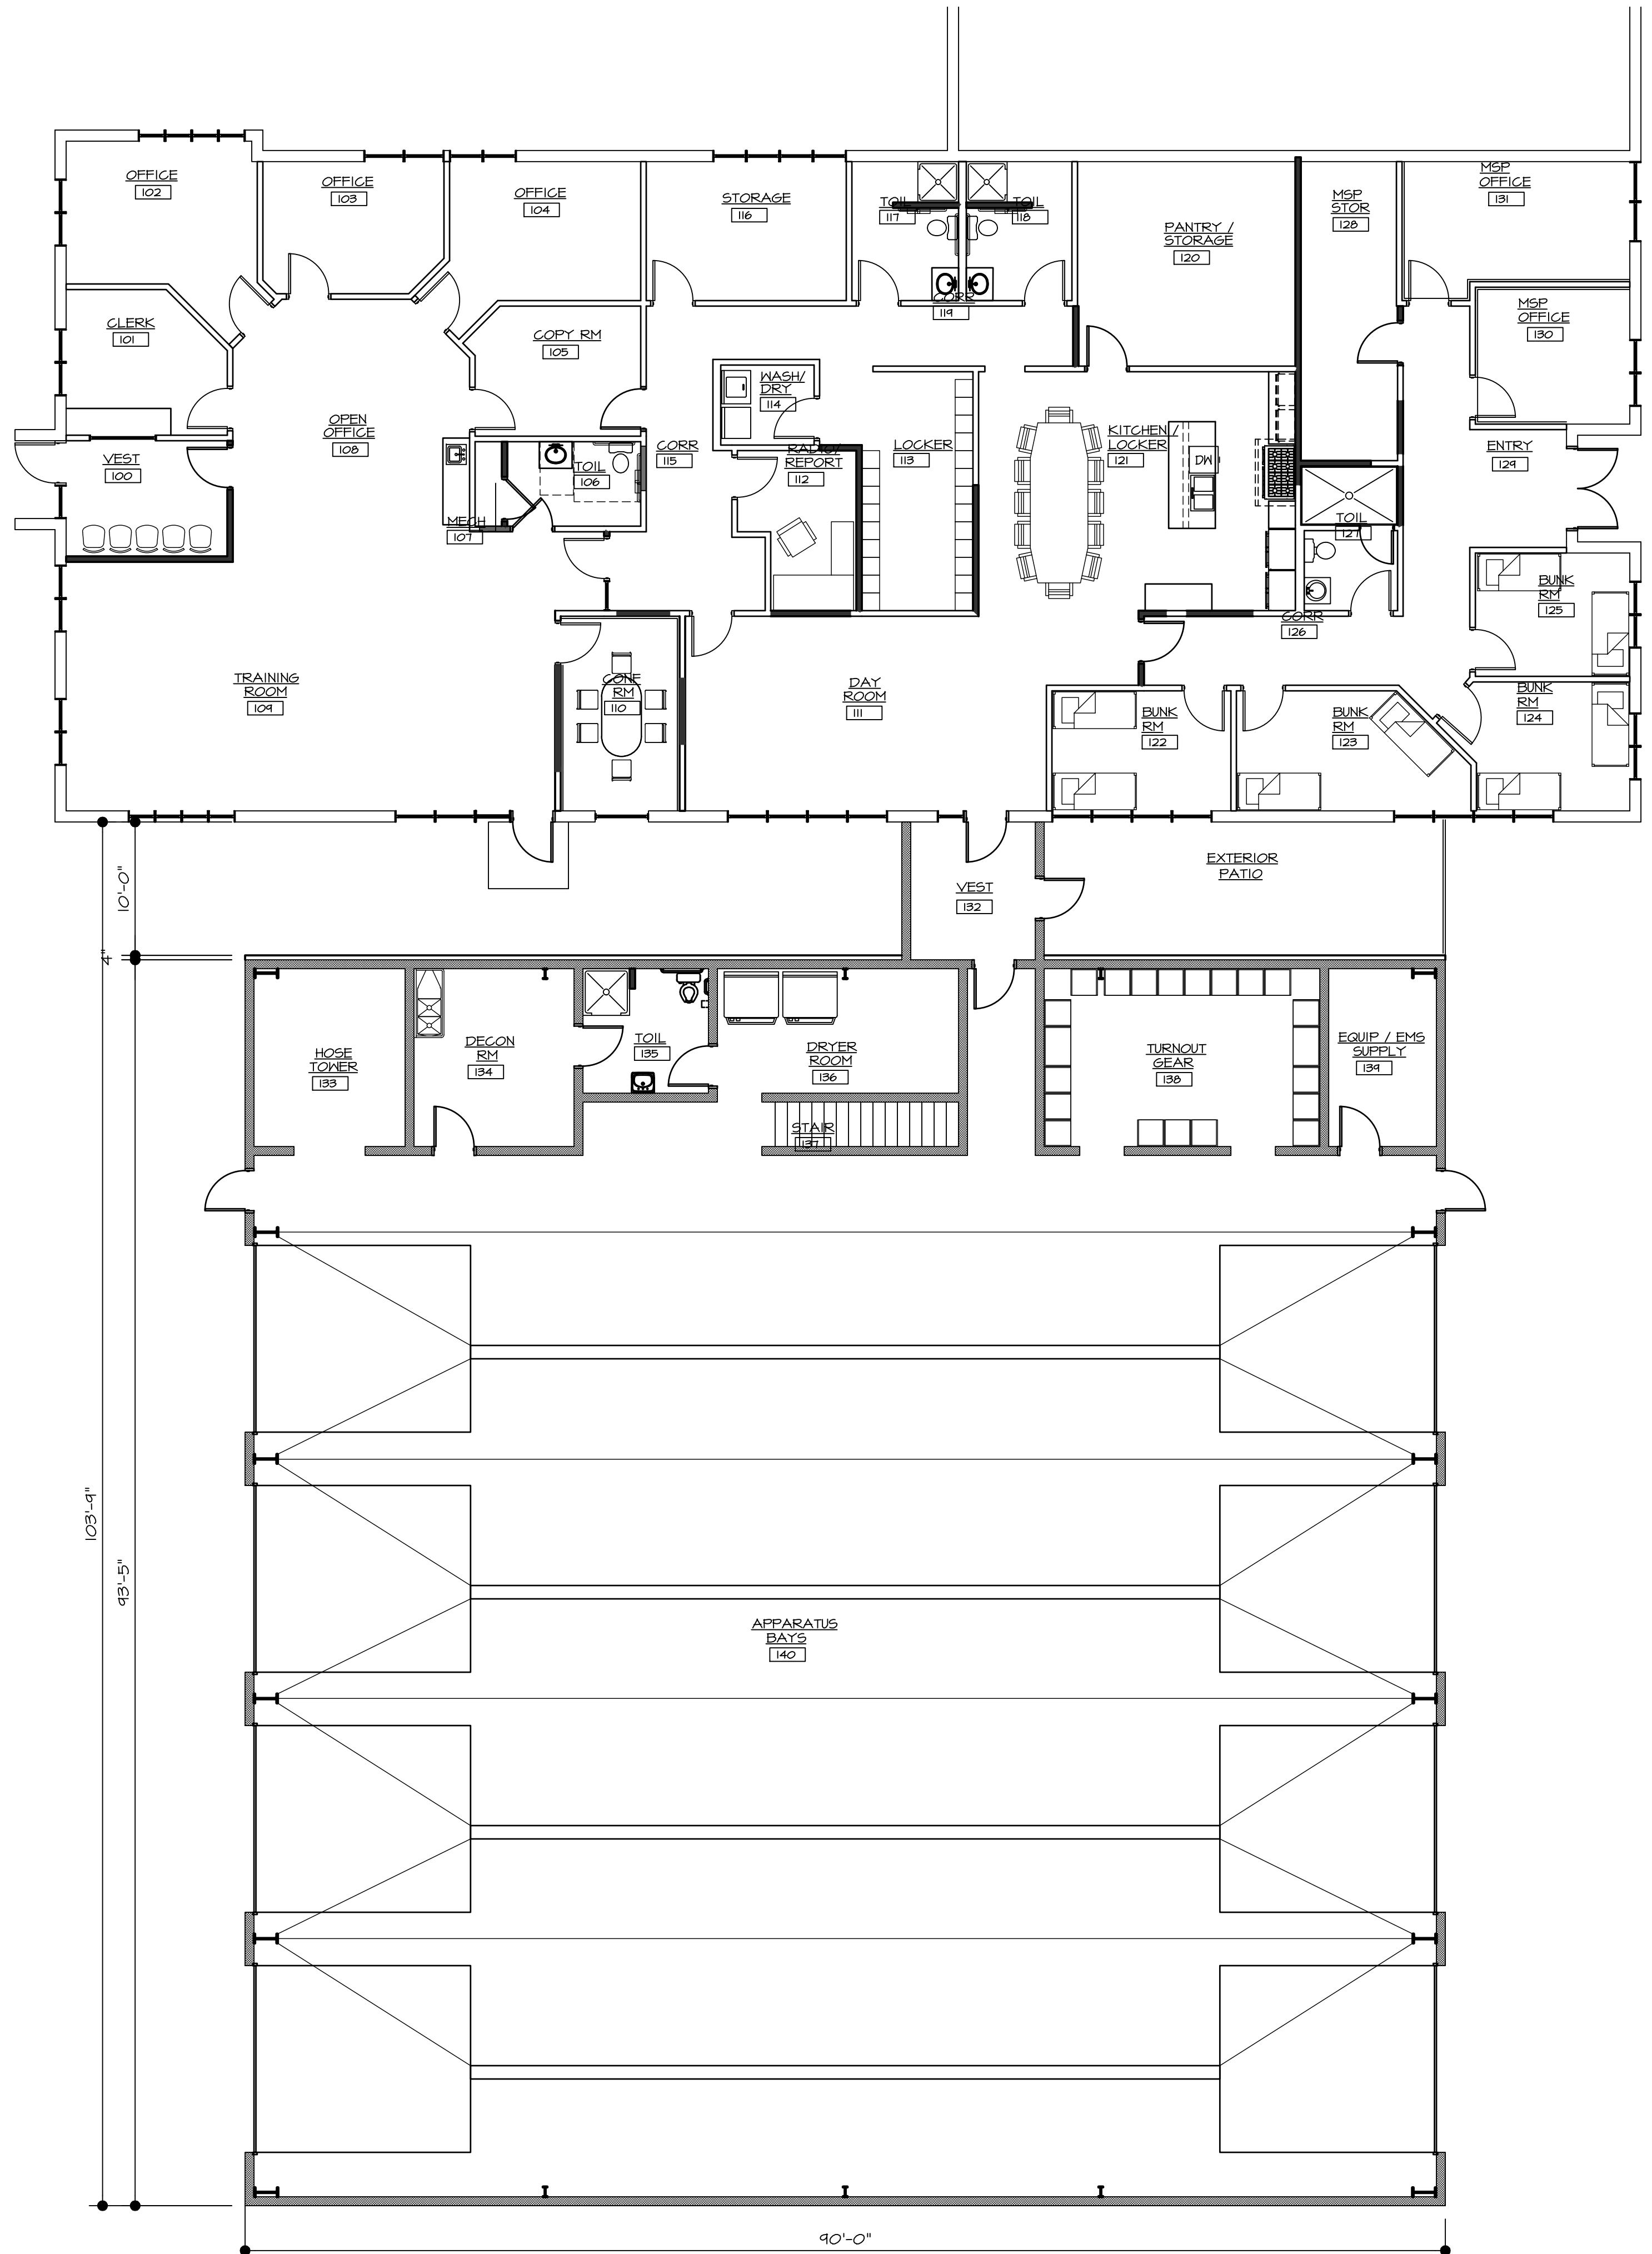 OFFICE
102
OFFICE
103
OFFICE
104
STORAGE
116
TOIL
117
TOIL
118
PANTRY /
STORAGE
120
MSP
STOR
128
MSP
OFFICE
131
CLERK
101
COPY RM
105
CORR
119
MSP
OFFICE
130
OPEN
OFFICE
108
WASH/
DRY
114
VEST
100
TOIL
106
MECH
107
CORR
115
RADIO/
REPORT
112
LOCKER
113
KITCHEN /
LOCKER
121
DW
ENTRY
129
TOIL
127
CORR
126
BUNK
RM
125
TRAINING
ROOM
109
CONF
RM
110
DAY
ROOM
111
BUNK
RM
122
BUNK
RM
123
BUNK
RM
124
10'-0"
4"
VEST
132
EXTERIOR
PATIO
HOSE
TOWER
133
DECON
RM
134
TOIL
135
DRYER
ROOM
136
STAIR
137
TURNOUT
GEAR
138
EQUIP / EMS
SUPPLY
139
103'-9"
93'-5"
APPARATUS
BAYS
140
90'-0"